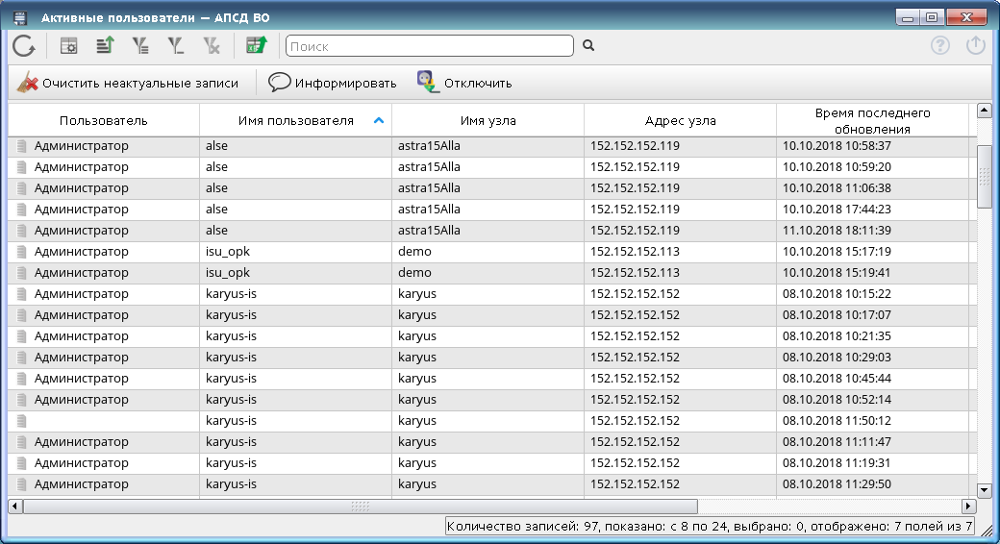 Активные пользователи — АПСД ВО
Поиск
Очистить неактуальные записи Информировать Отключить
Пользователь Имя пользователя Имя узла Адрес узла Время последнего обновления
Администратор alse astra15Alla 152.152.152.119 10.10.2018 10:58:37
Администратор alse astra15Alla 152.152.152.119 10.10.2018 10:59:20
Администратор alse astra15Alla 152.152.152.119 10.10.2018 11:06:38
Администратор alse astra15Alla 152.152.152.119 10.10.2018 17:44:23
Администратор alse astra15Alla 152.152.152.119 11.10.2018 18:11:39
Администратор isu_opk demo 152.152.152.113 10.10.2018 15:17:19
Администратор isu_opk demo 152.152.152.113 10.10.2018 15:19:41
Администратор karyus-is karyus 152.152.152.152 08.10.2018 10:15:22
Администратор karyus-is karyus 152.152.152.152 08.10.2018 10:17:07
Администратор karyus-is karyus 152.152.152.152 08.10.2018 10:21:35
Администратор karyus-is karyus 152.152.152.152 08.10.2018 10:29:03
Администратор karyus-is karyus 152.152.152.152 08.10.2018 10:45:44
Администратор karyus-is karyus 152.152.152.152 08.10.2018 10:52:14
karyus-is karyus 152.152.152.152 08.10.2018 11:50:12
Администратор karyus-is karyus 152.152.152.152 08.10.2018 11:11:47
Администратор karyus-is karyus 152.152.152.152 08.10.2018 11:19:31
Администратор karyus-is karyus 152.152.152.152 08.10.2018 11:29:50
Количество записей: 97, показано: с 8 по 24, выбрано: 0, отображено: 7 полей из 7